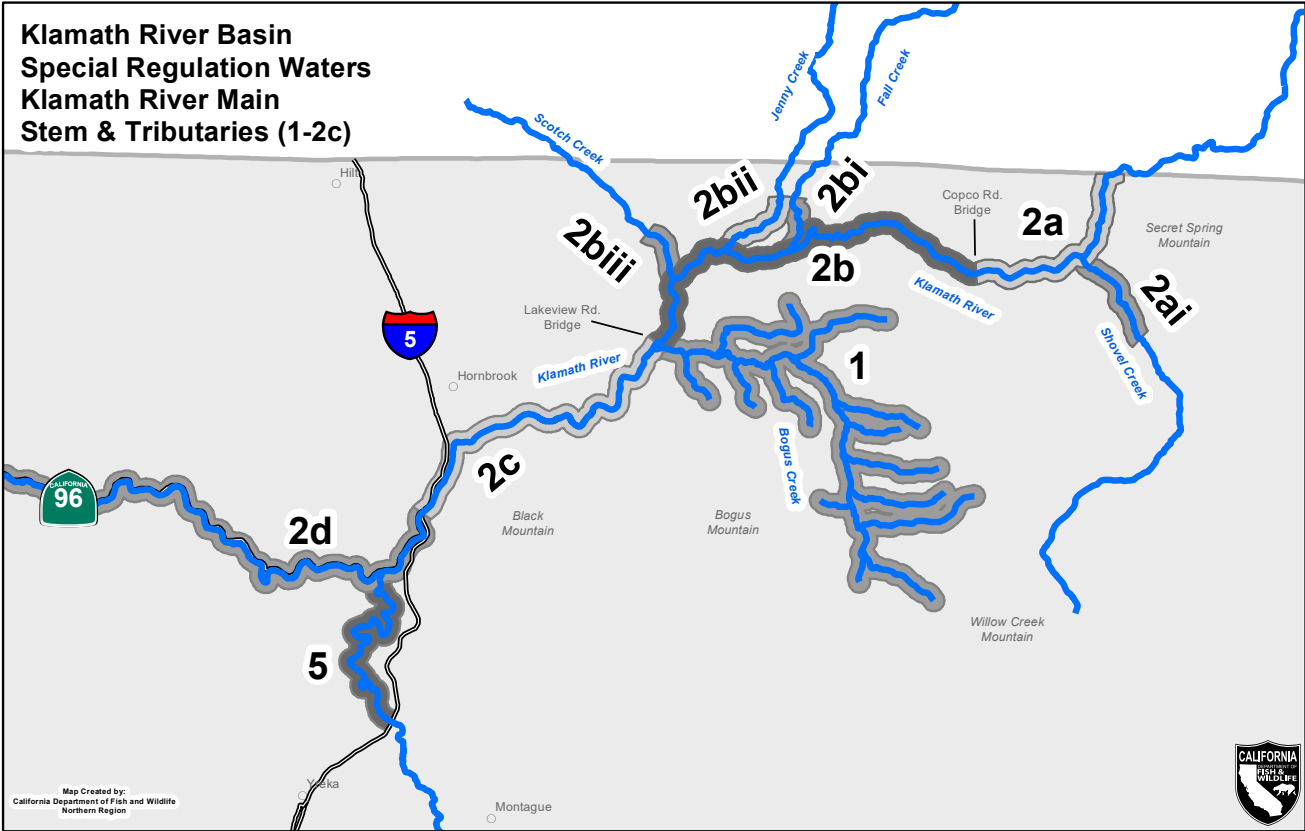 Klamath River Basin
Special Regulation Waters
Klamath River Main
Stem & Tributaries (1-2c)
Jenny Creek
Fall Creek
Scotch Creek
Hilt
2bii
2bi
Copco Rd.
Bridge
2a
Secret Spring
Mountain
2biii
2b
Klamath River
2ai
Lakeview Rd.
Bridge
5
Shovel Creek
Klamath River
1
Hornbrook
Bogus Creek
2c
CALIFORNIA
96
2d
Black
Mountain
Bogus
Mountain
Willow Creek
Mountain
5
Yreka
Montague
Map Created by:
California Department of Fish and Wildlife
Northern Region
CALIFORNIA
DEPARTMENT OF
FISH &
WILDLIFE